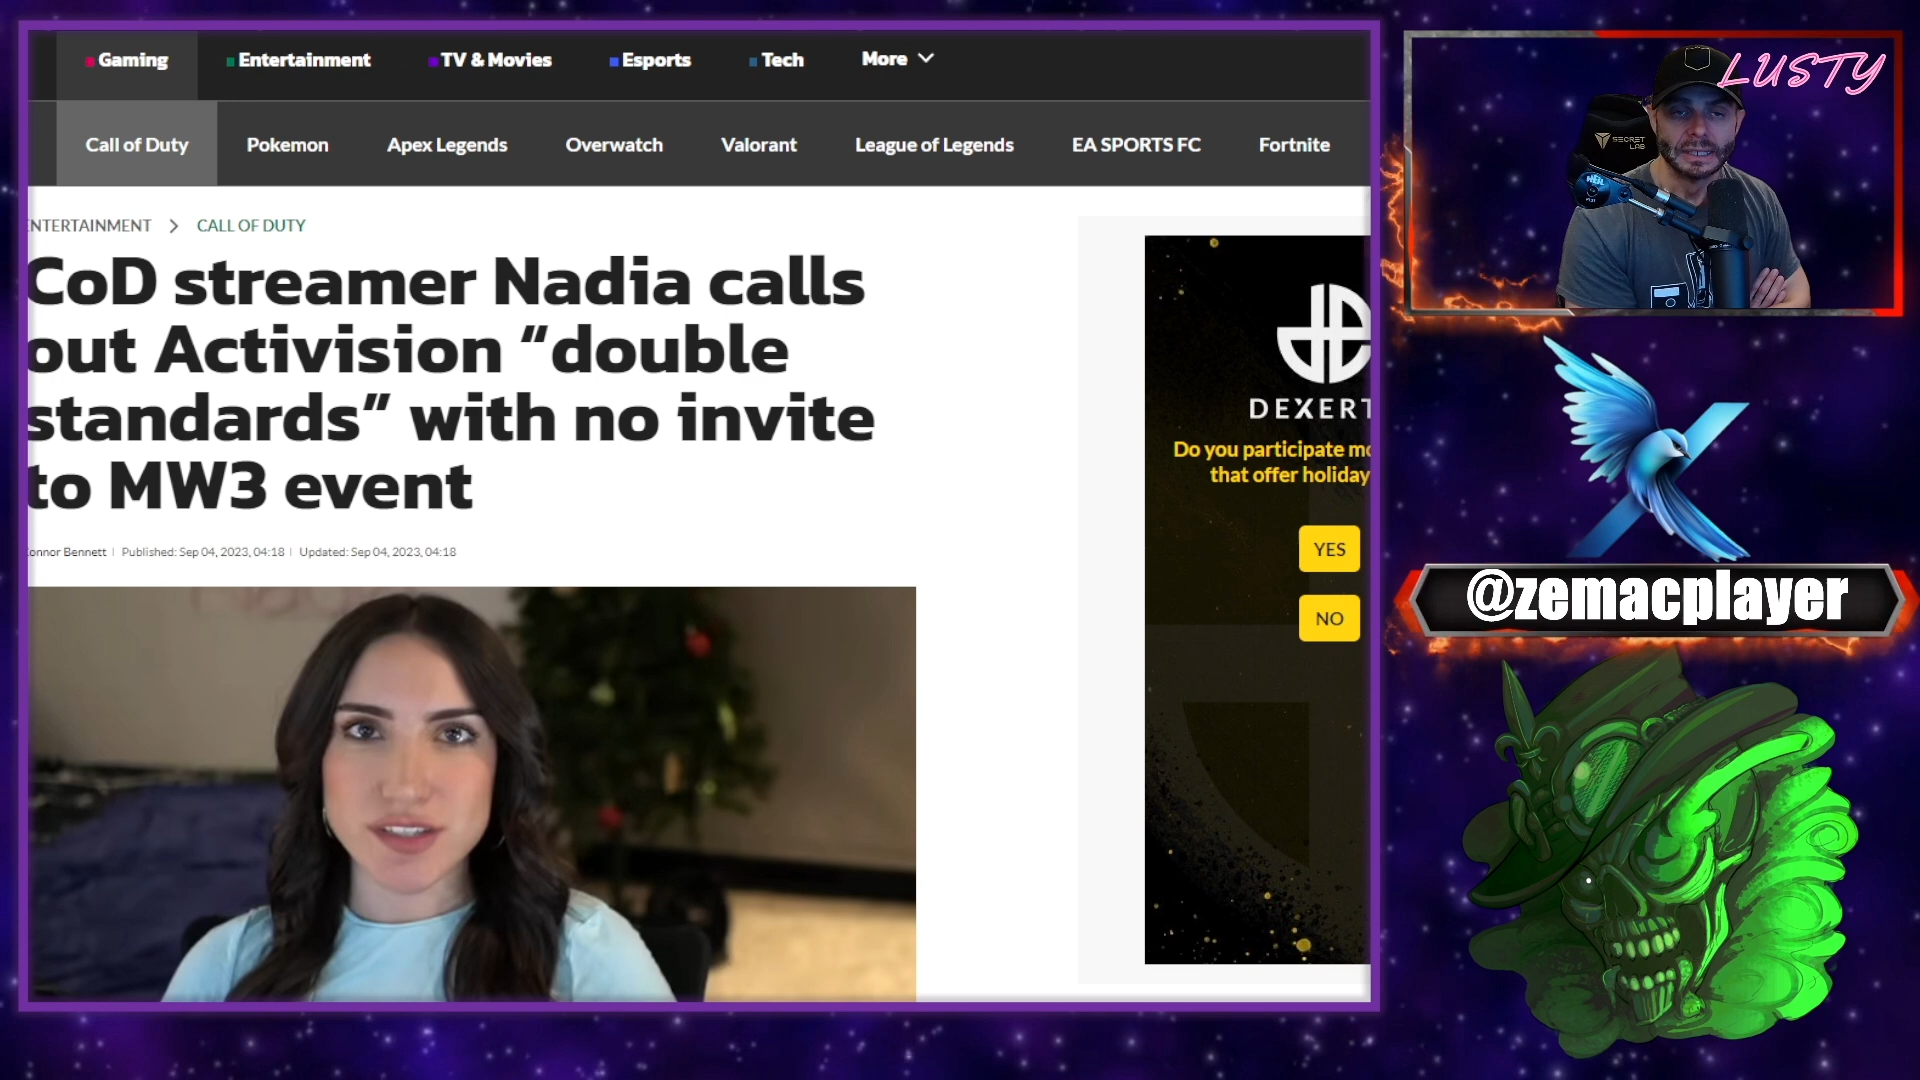 Gaming
Entertainment
TV & Movies
Esports
Tech
More
Call of Duty
Pokemon
Apex Legends
Overwatch
Valorant
League of Legends
EA SPORTS FC
Fortnite
NTERTAINMENT > CALL OF DUTY
CoD streamer Nadia calls
out Activision “double
standards” with no invite
to MW3 event
onnor Bennett | Published: Sep 04, 2023, 04:18 | Updated: Sep 04, 2023, 04:18
DEXERT
Do you participate mo
that offer holiday
YES
NO
LUSTY
SECRET
LAB
@zemacplayer